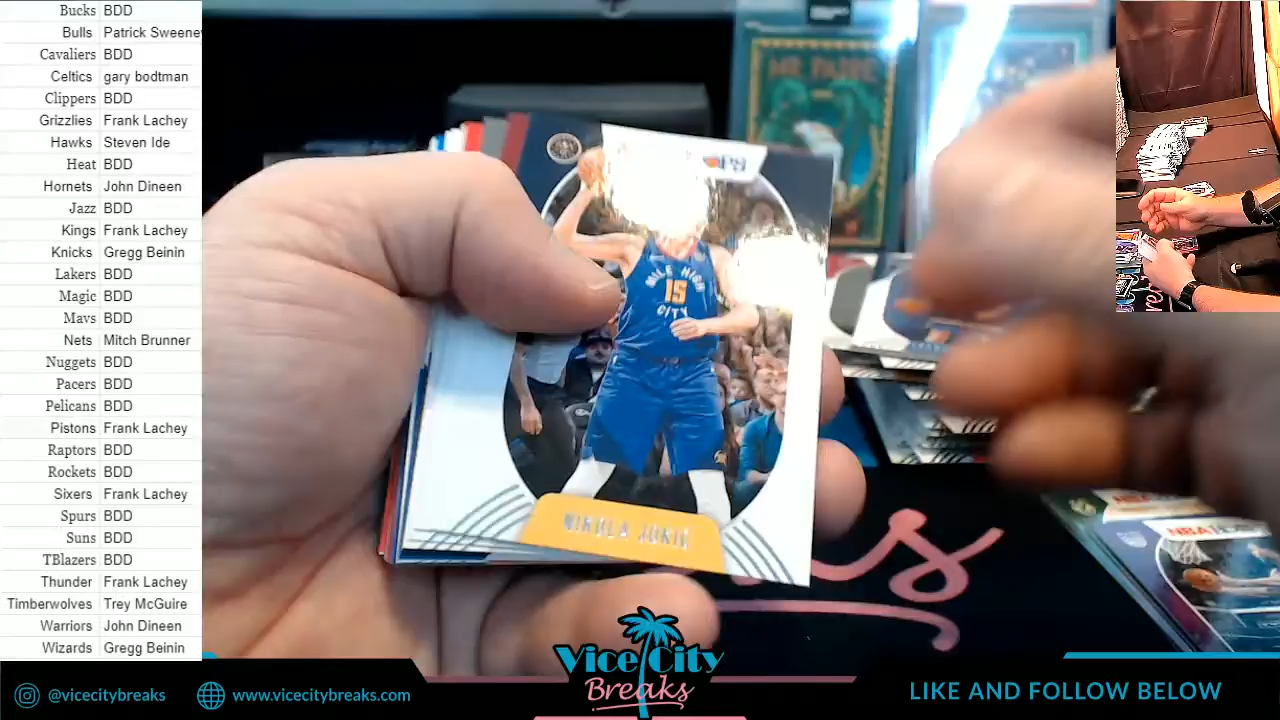 Bucks BDD
Bulls Patrick Sweeney
Cavaliers BDD
Celtics gary bodtman
Clippers BDD
Grizzlies Frank Lachey
Hawks Steven Ide
Heat BDD
Hornets John Dineen
Jazz BDD
Kings Frank Lachey
Knicks Gregg Beinin
Lakers BDD
Magic BDD
Mavs BDD
Nets Mitch Brunner
Nuggets BDD
Pacers BDD
Pelicans BDD
Pistons Frank Lachey
Raptors BDD
Rockets BDD
Sixers Frank Lachey
Spurs BDD
Suns BDD
TBlazers BDD
Thunder Frank Lachey
Timberwolves Trey McGuire
Warriors John Dineen
Wizards Gregg Beinin
MILE HIGH
15
CITY
NIKOLA JOKIĆ
Vice City
Breaks
@vicecitybreaks
www.vicecitybreaks.com
LIKE AND FOLLOW BELOW